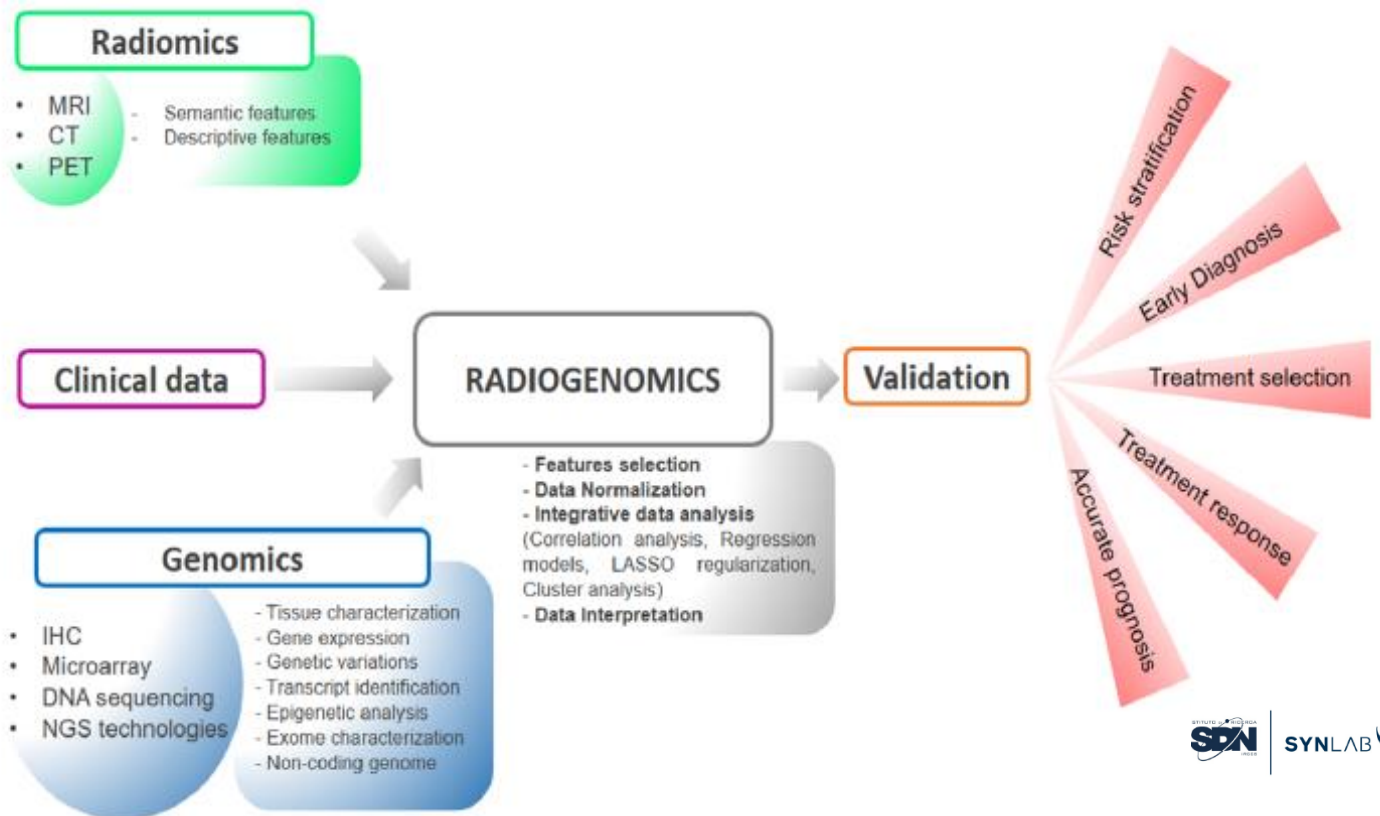 Radiomics
• MRI
• CT
• PET
- Semantic features
- Descriptive features
Clinical data
RADIOGENOMICS
- Features selection
- Data Normalization
- Integrative data analysis
(Correlation analysis, Regression
models, LASSO regularization,
Cluster analysis)
- Data Interpretation
Genomics
• IHC
• Microarray
• DNA sequencing
• NGS technologies
- Tissue characterization
- Gene expression
- Genetic variations
- Transcript identification
- Epigenetic analysis
- Exome characterization
- Non-coding genome
Validation
Risk stratification
Early Diagnosis
Treatment selection
Treatment response
Accurate prognosis
SDN
SYNLAB